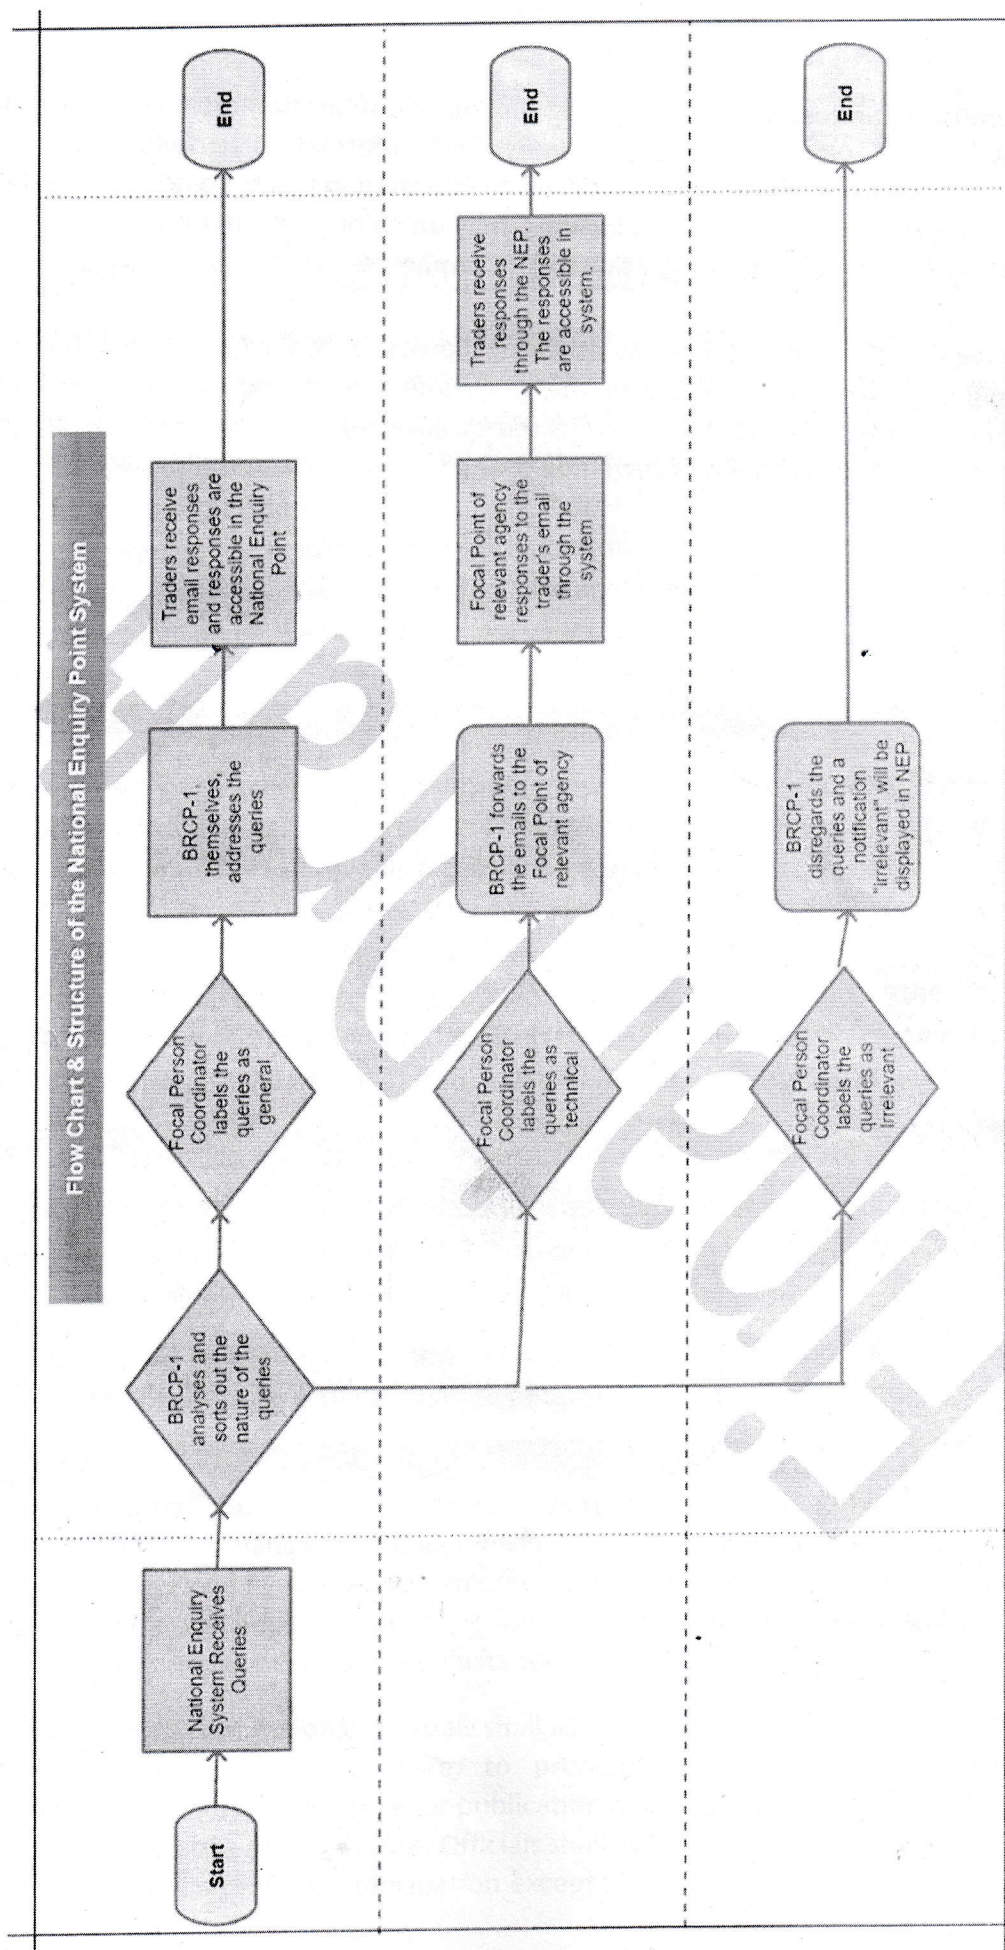 Flow Chart & Structure of the National Enquiry Point System
Start
National Enquiry
System Receives
Queries
BRCP-1
analyses and
sorts out the
nature of the
queries
Focal Person
Coordinator
labels the
queries as
general
BRCP-1,
themselves,
addresses the
queries
Traders receive
email responses
and responses are
accessible in the
National Enquiry
Point
End
Focal Person
Coordinator
labels the
queries as
technical
BRCP-1 forwards
the emails to the
Focal Point of
relevant agency
Focal Point of
relevant agency
responses to the
trader's email
through the
system
Traders receive
responses
through the NEP.
The responses
are accessible in
system.
End
Focal Person
Coordinator
labels the
queries as
Irrelevant
BRCP-1
disregards the
queries and a
notification
"irrelevant" will be
displayed in NEP
End